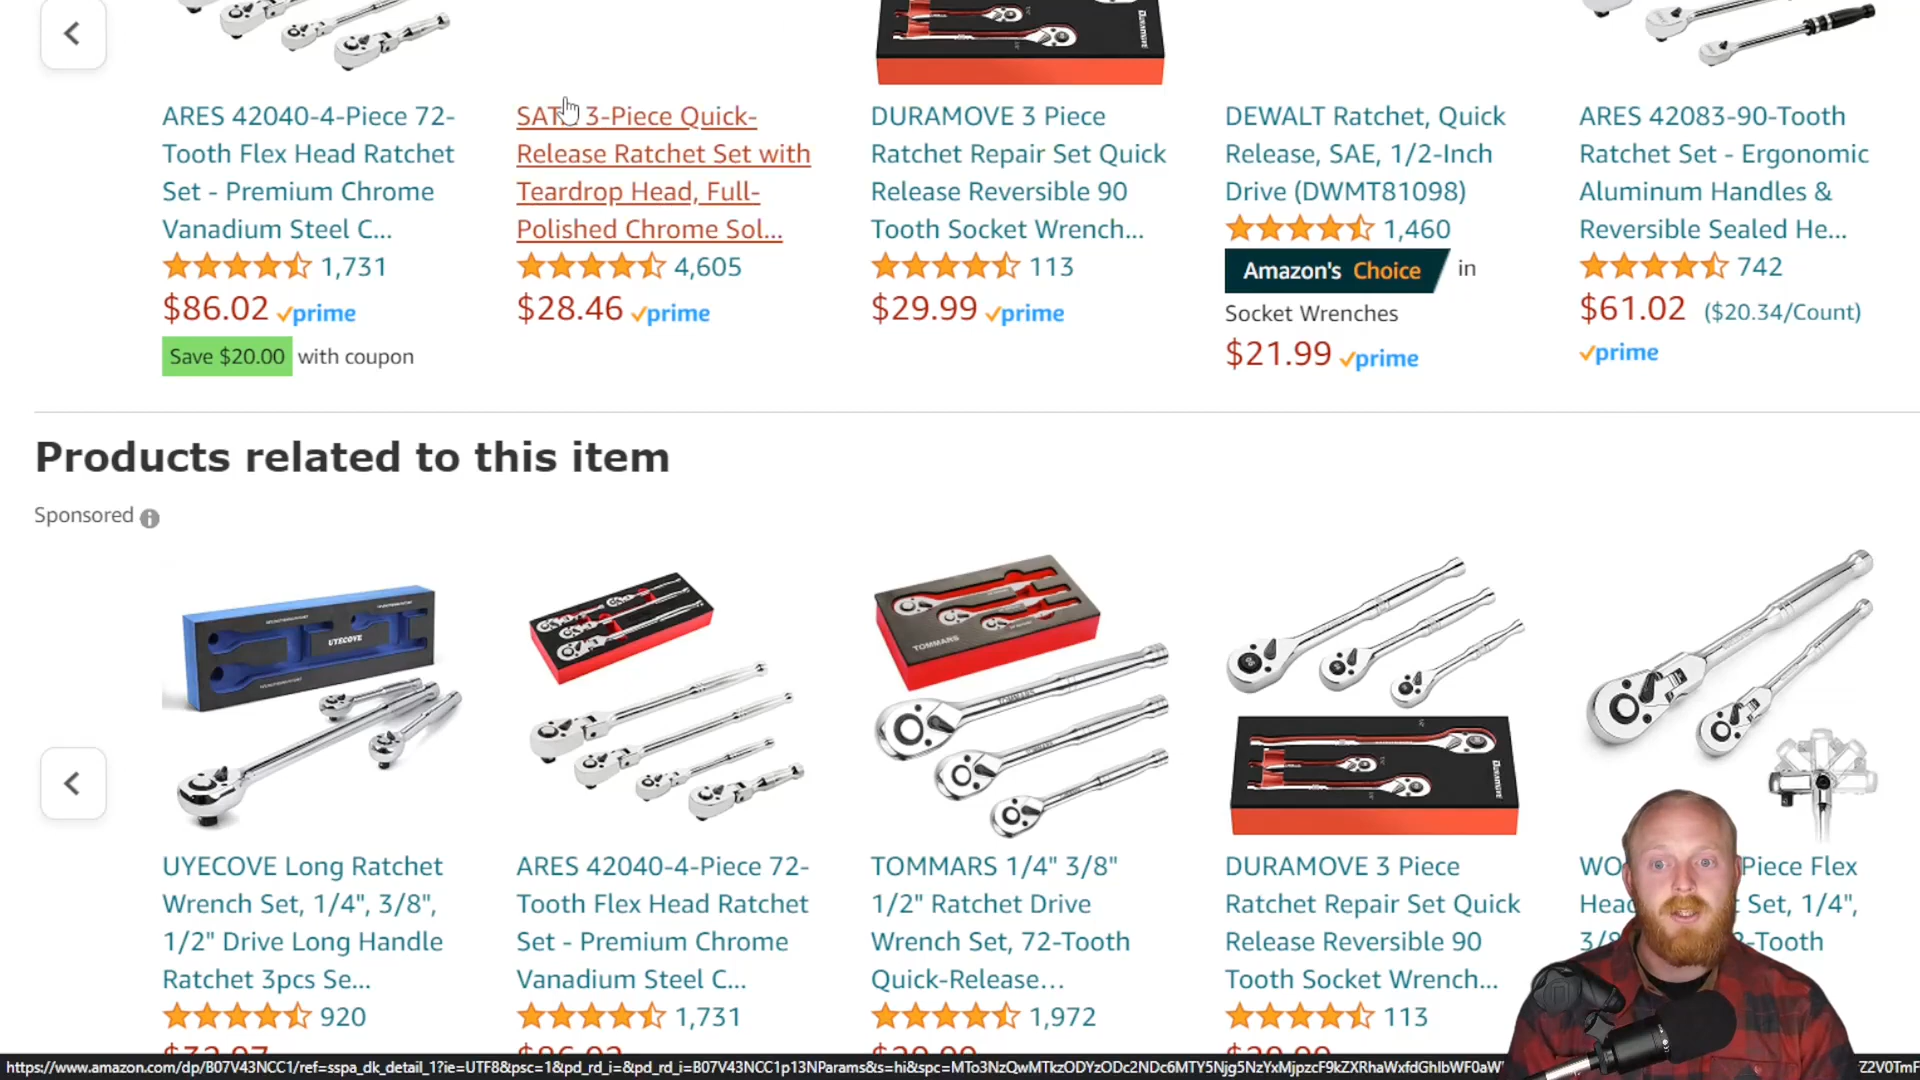 ARES 42040-4-Piece 72-
Tooth Flex Head Ratchet
Set - Premium Chrome
Vanadium Steel C...
1,731
$86.02 prime
Save $20.00 with coupon
3-Piece Quick-
Release Ratchet Set with
Teardrop Head, Full-
Polished Chrome Sol...
4,605
$28.46 prime
DURAMOVE
DURAMOVE 3 Piece
Ratchet Repair Set Quick
Release Reversible 90
Tooth Socket Wrench...
113
$29.99 prime
DEWALT Ratchet, Quick
Release, SAE, 1/2-Inch
Drive (DWMT81098)
1,460
Amazon's Choice in
Socket Wrenches
$21.99 prime
ARES 42083-90-Tooth
Ratchet Set - Ergonomic
Aluminum Handles &
Reversible Sealed He...
742
$61.02 ($20.34/Count)
prime
Products related to this item
Sponsored
UYECOVE
UYECOVE Long Ratchet
Wrench Set, 1/4", 3/8",
1/2" Drive Long Handle
Ratchet 3pcs Se...
920
ARES 42040-4-Piece 72-
Tooth Flex Head Ratchet
Set - Premium Chrome
Vanadium Steel C...
1,731
$86.02
TOMMARS
TOMMARS 1/4" 3/8"
1/2" Ratchet Drive
Wrench Set, 72-Tooth
Quick-Release...
1,972
DURAMOVE
DURAMOVE 3 Piece
Ratchet Repair Set Quick
Release Reversible 90
Tooth Socket Wrench...
113
Piece Flex
Set, 1/4",
-Tooth